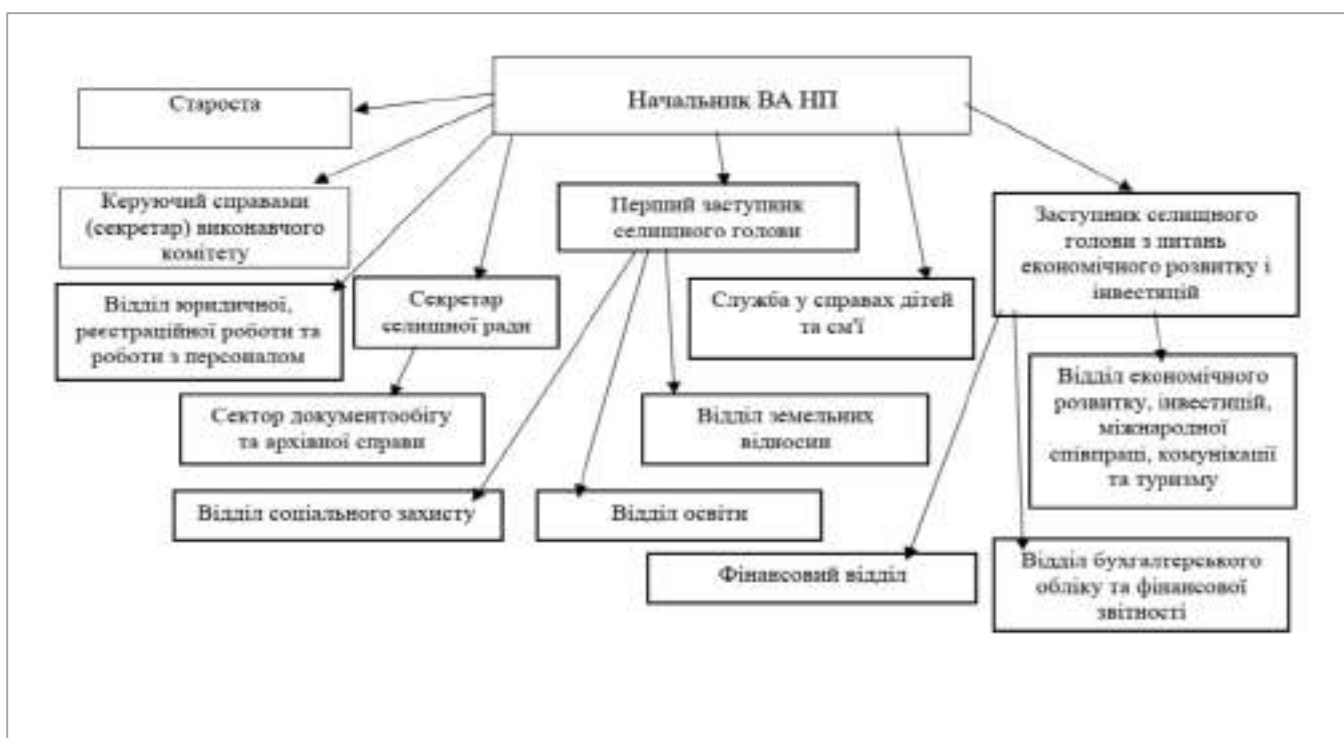 Начальник ВА НП
Староста
Керуючий справами
(секретар) виконавчого
комітету
Перший заступник
селищного голови
Заступник селищного
голови з питань
економічного розвитку і
інвестицій
Відділ юридичної,
реєстраційної роботи та
роботи з персоналом
Секретар
селищної ради
Служба у справах дітей
та сім'ї
Сектор документообігу
та архівної справи
Відділ земельних
відносин
Відділ економічного
розвитку, інвестицій,
міжнародної
співпраці, комунікації
та туризму
Відділ соціального захисту
Відділ освіти
Фінансовий відділ
Відділ бухгалтерського
обліку та фінансової
звітності